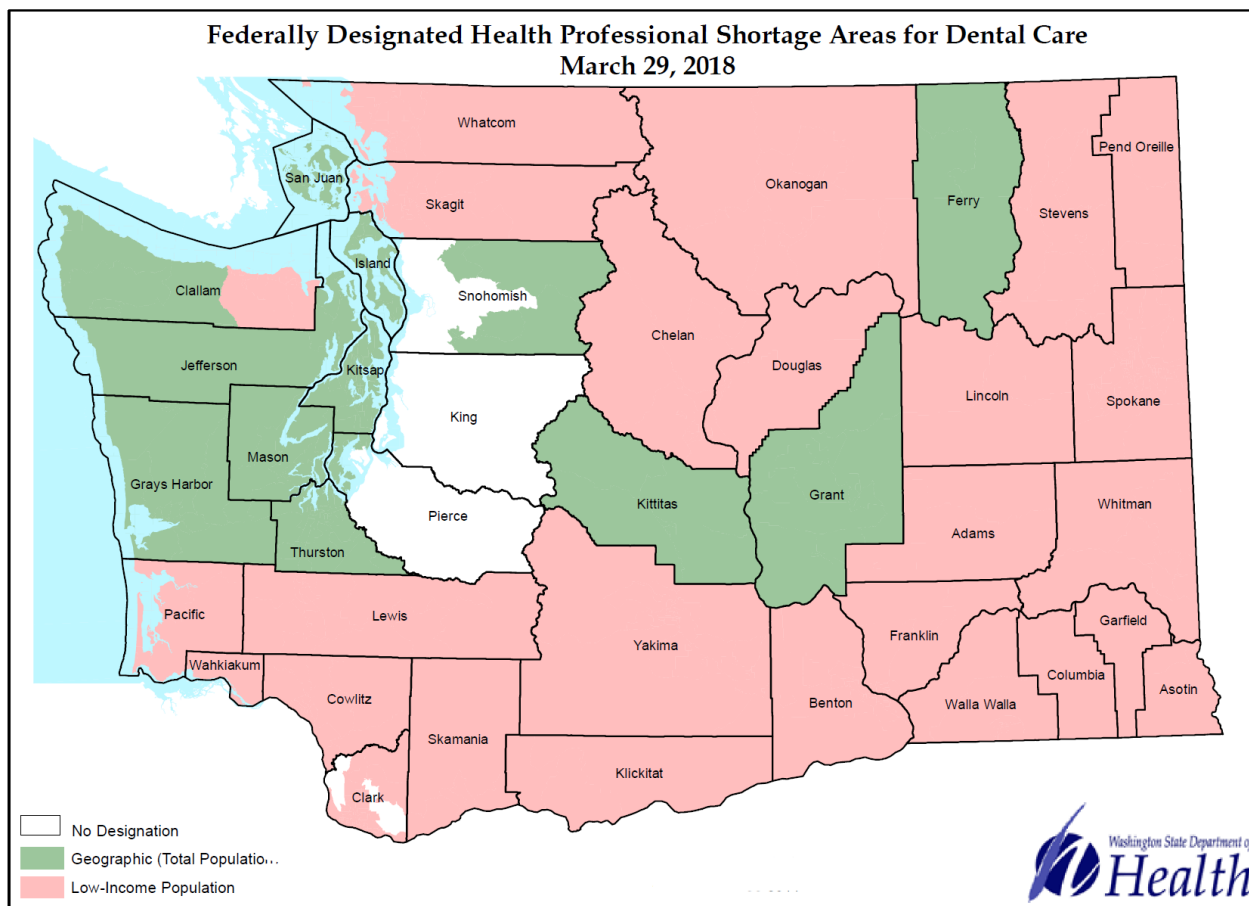 Federally Designated Health Professional Shortage Areas for Dental Care
March 29, 2018
Whatcom
Pend Oreille
San Juan
Okanogan
Skagit
Ferry
Stevens
Island
Clallam
Snohomish
Chelan
Jefferson
Douglas
Kitsap
Lincoln
Spokane
King
Mason
Grays Harbor
Kittitas
Grant
Whitman
Pierce
Adams
Thurston
Pacific
Lewis
Garfield
Franklin
Yakima
Wahkiakum
Columbia
Asotin
Cowlitz
Benton
Walla Walla
Skamania
Klickitat
Clark
No Designation
Geographic (Total Population
Low-Income Population
Washington State Department of
Health